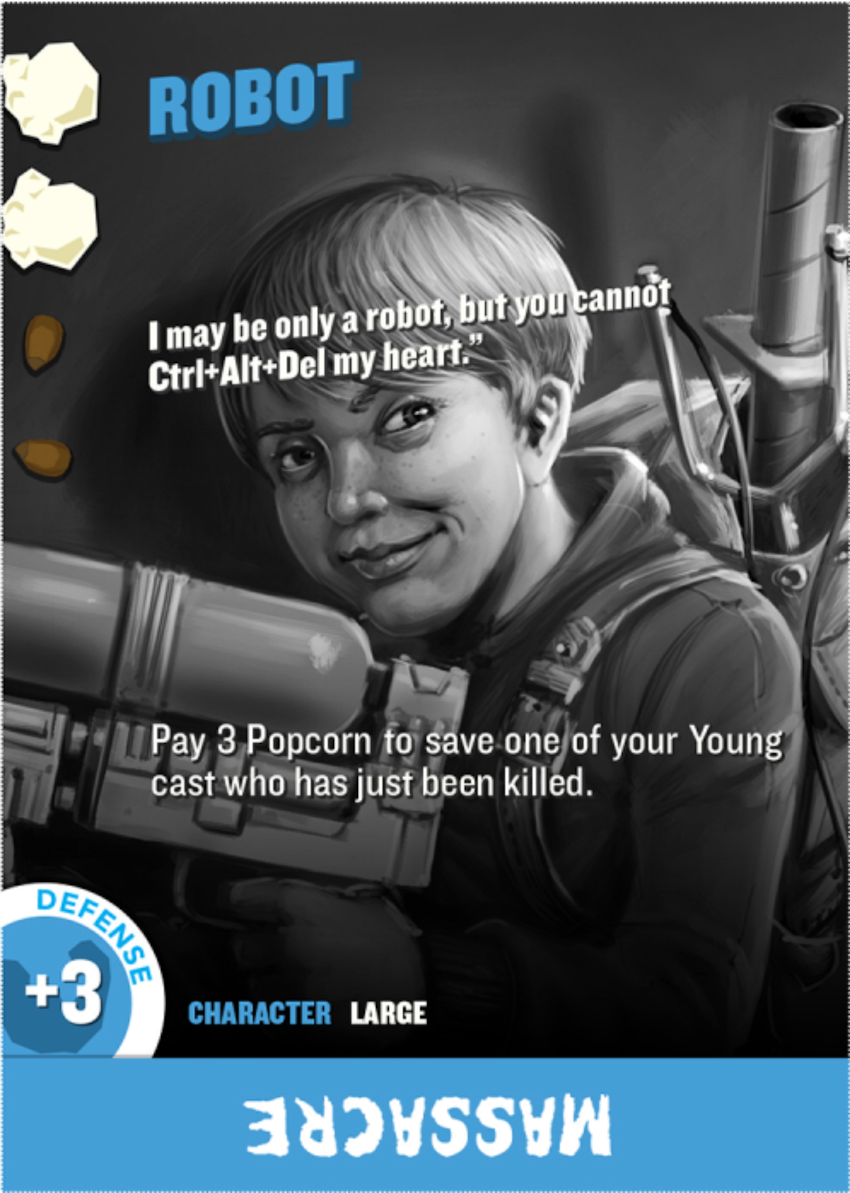 ROBOT
I may be only a robot, but you cannot
Ctrl+Alt+Del my heart.”
Pay 3 Popcorn to save one of your Young
cast who has just been killed.
DEFENSE
+3
CHARACTER LARGE
MASSACRE